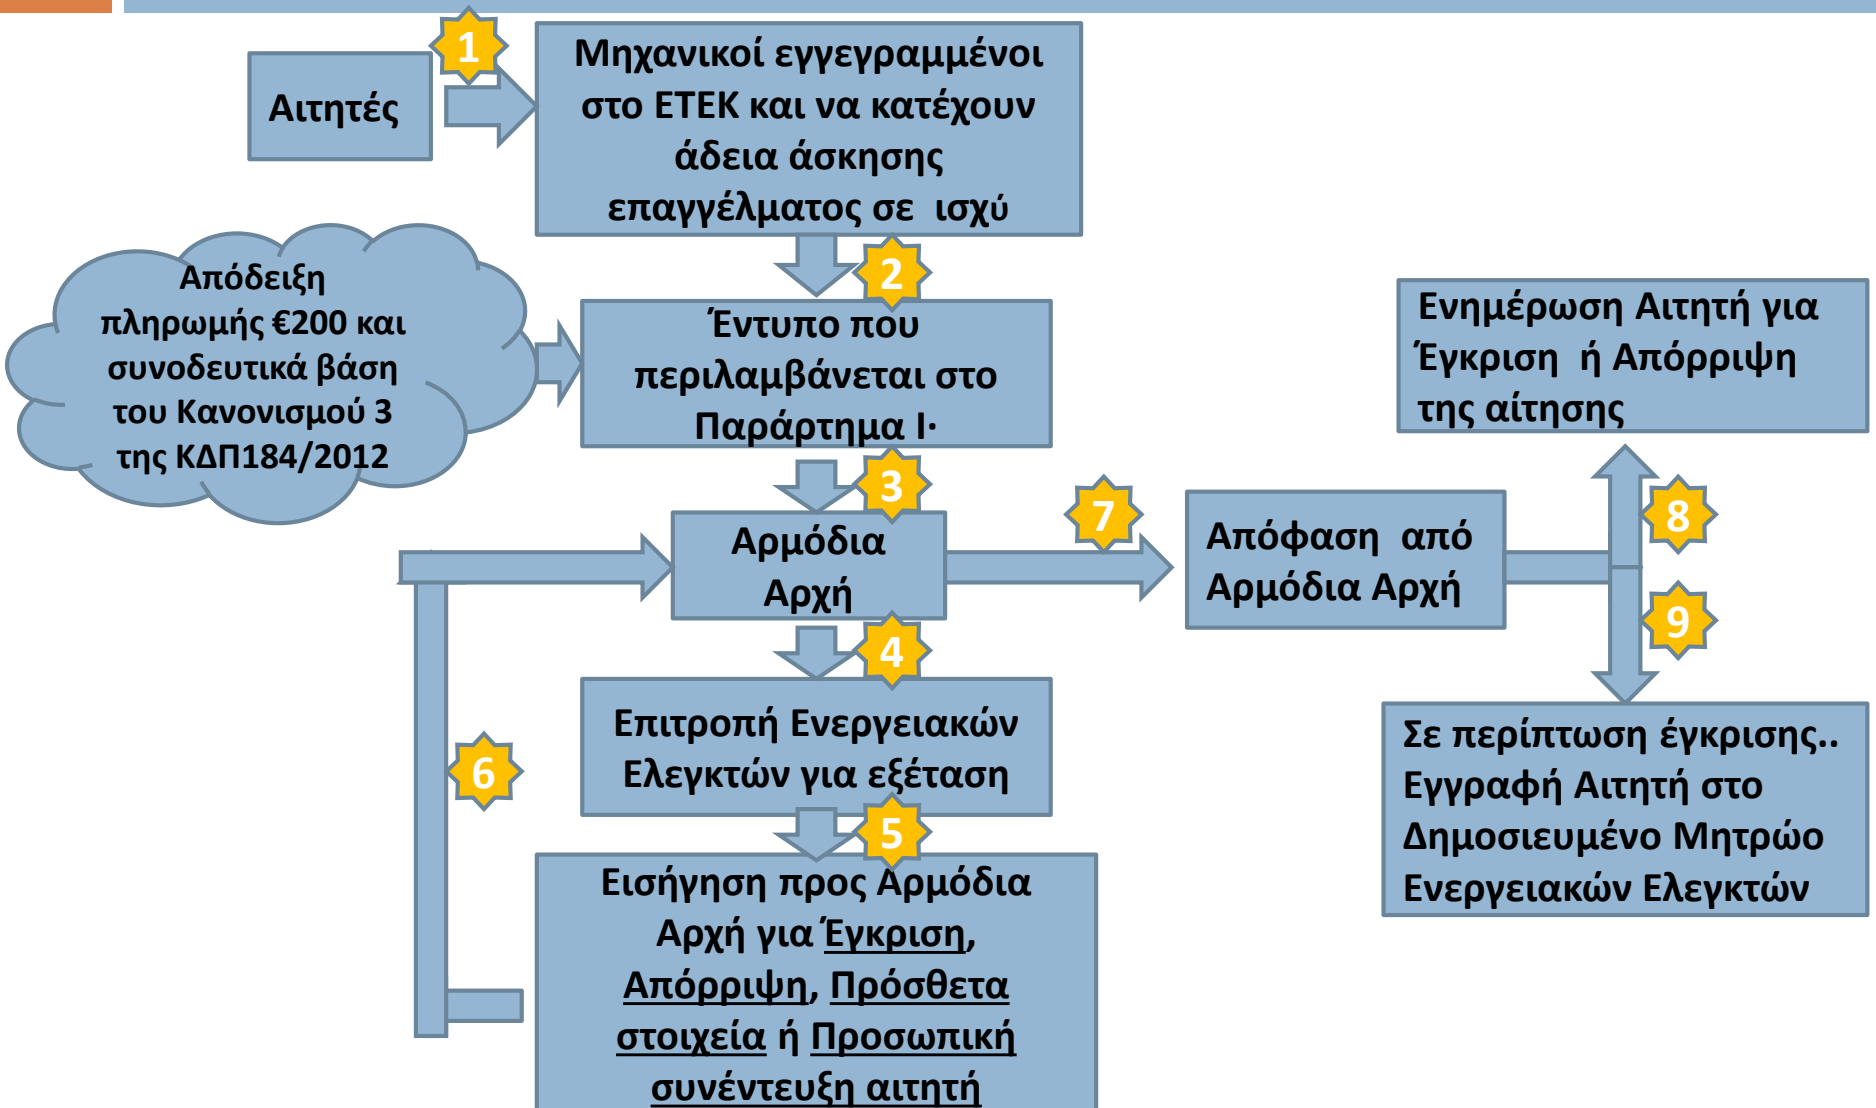 Αιτητές
1
Μηχανικοί εγγεγραμμένοι
στο ΕΤΕΚ και να κατέχουν
άδεια άσκησης
επαγγέλματος σε ισχύ
2
Απόδειξη
πληρωμής €200 και
συνοδευτικά βάση
του Κανονισμού 3
της ΚΔΠ184/2012
Έντυπο που
περιλαμβάνεται στο
Παράρτημα Ι·
3
Αρμόδια
Αρχή
4
Επιτροπή Ενεργειακών
Ελεγκτών για εξέταση
5
Εισήγηση προς Αρμόδια
Αρχή για Έγκριση,
Απόρριψη, Πρόσθετα
στοιχεία ή Προσωπική
συνέντευξη αιτητή
6
7
Απόφαση από
Αρμόδια Αρχή
8
Ενημέρωση Αιτητή για
Έγκριση ή Απόρριψη
της αίτησης
9
Σε περίπτωση έγκρισης..
Εγγραφή Αιτητή στο
Δημοσιευμένο Μητρώο
Ενεργειακών Ελεγκτών